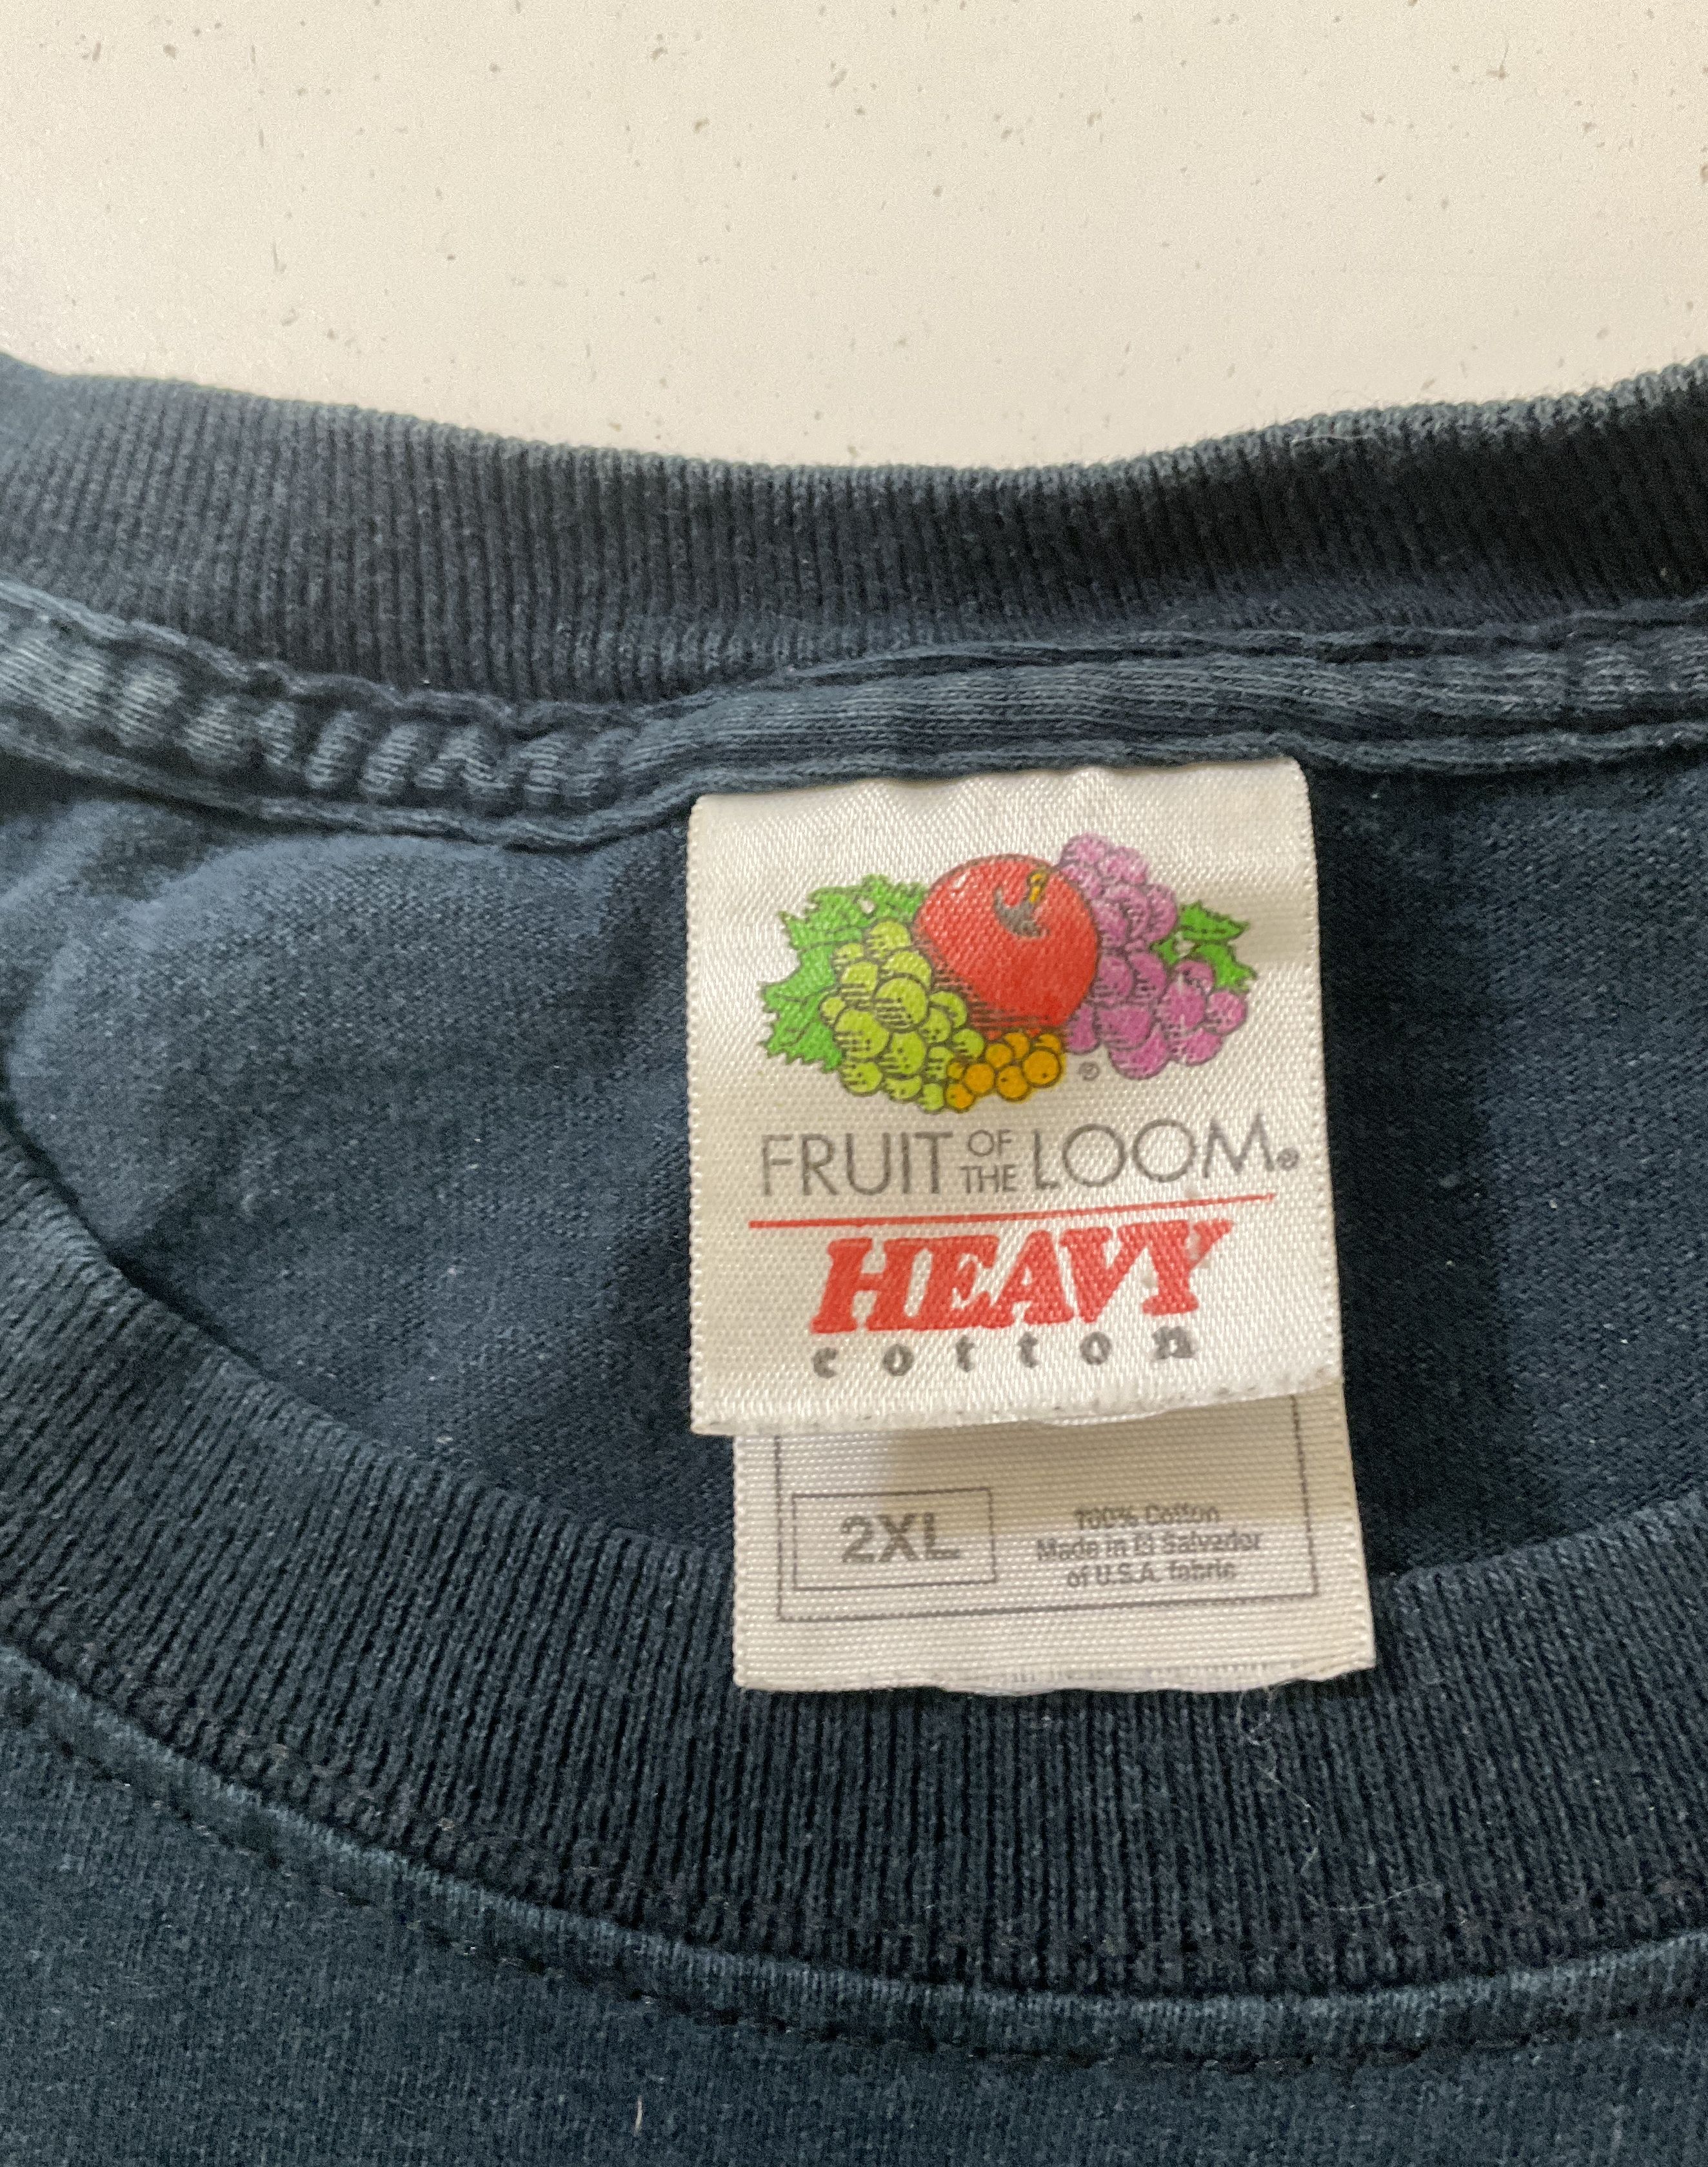 ®
FRUIT OF THE LOOM®
HEAVY
cotton
2XL
100% Cotton
Made in El Salvador
of U.S.A. fabric